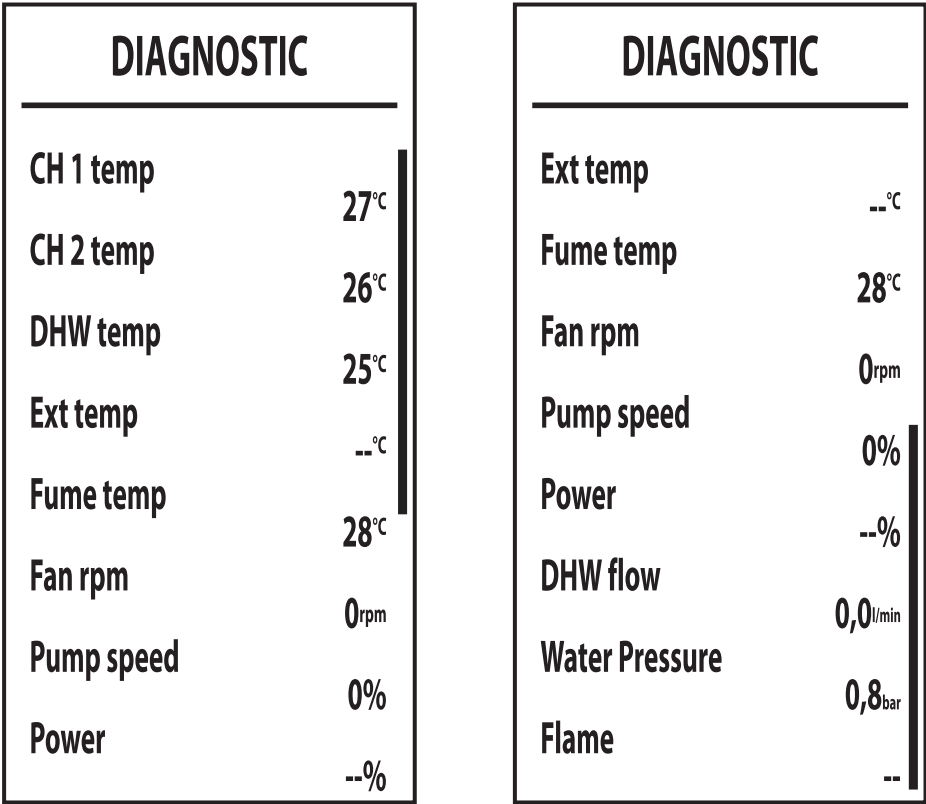 DIAGNOSTIC
CH 1 temp
27°C
CH 2 temp
26°C
DHW temp
25°C
Ext temp
--°C
Fume temp
28°C
Fan rpm
0rpm
Pump speed
0%
Power
--%
DIAGNOSTIC
Ext temp
--°C
Fume temp
28°C
Fan rpm
0rpm
Pump speed
0%
Power
--%
DHW flow
0,0l/min
Water Pressure
0,8bar
Flame
--